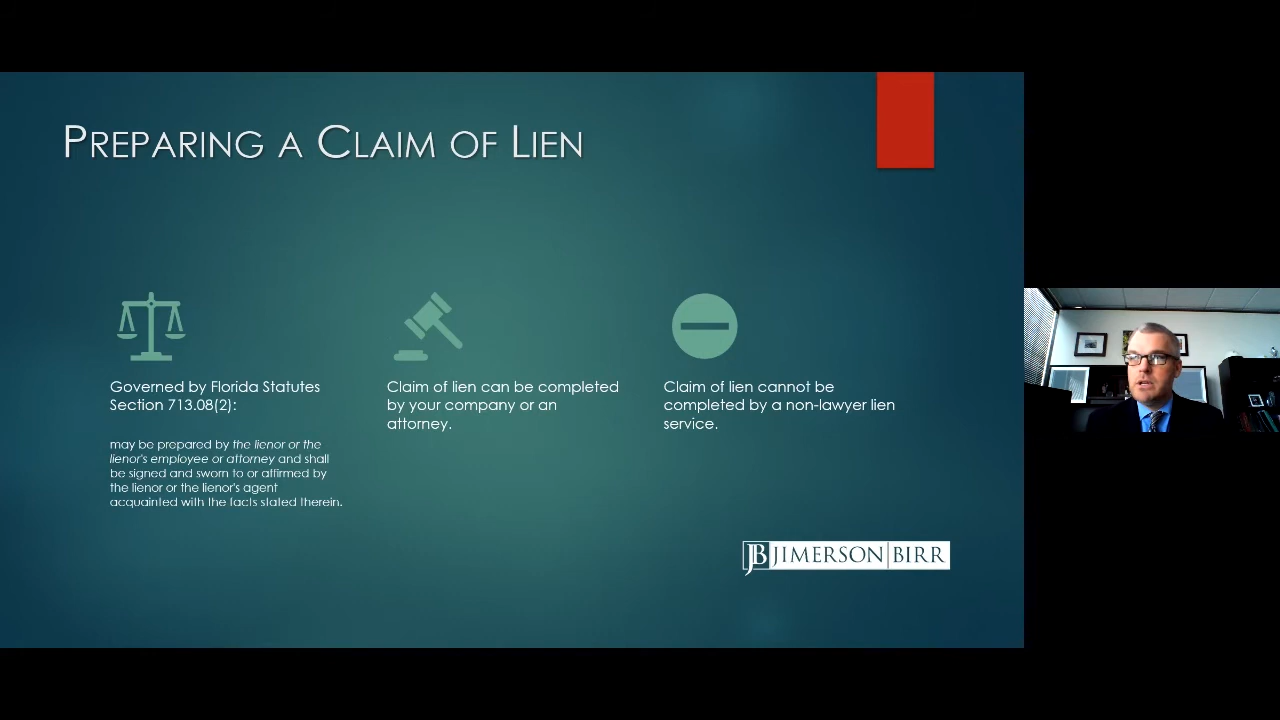 PREPARING A CLAIM OF LIEN
Governed by Florida Statutes
Section 713.08(2):
may be prepared by the lienor or the
lienor's employee or attorney and shall
be signed and sworn to or affirmed by
the lienor or the lienor's agent
acquainted with the facts stated therein.
Claim of lien can be completed
by your company or an
attorney.
Claim of lien cannot be
completed by a non-lawyer lien
service.
JB JIMERSON BIRR